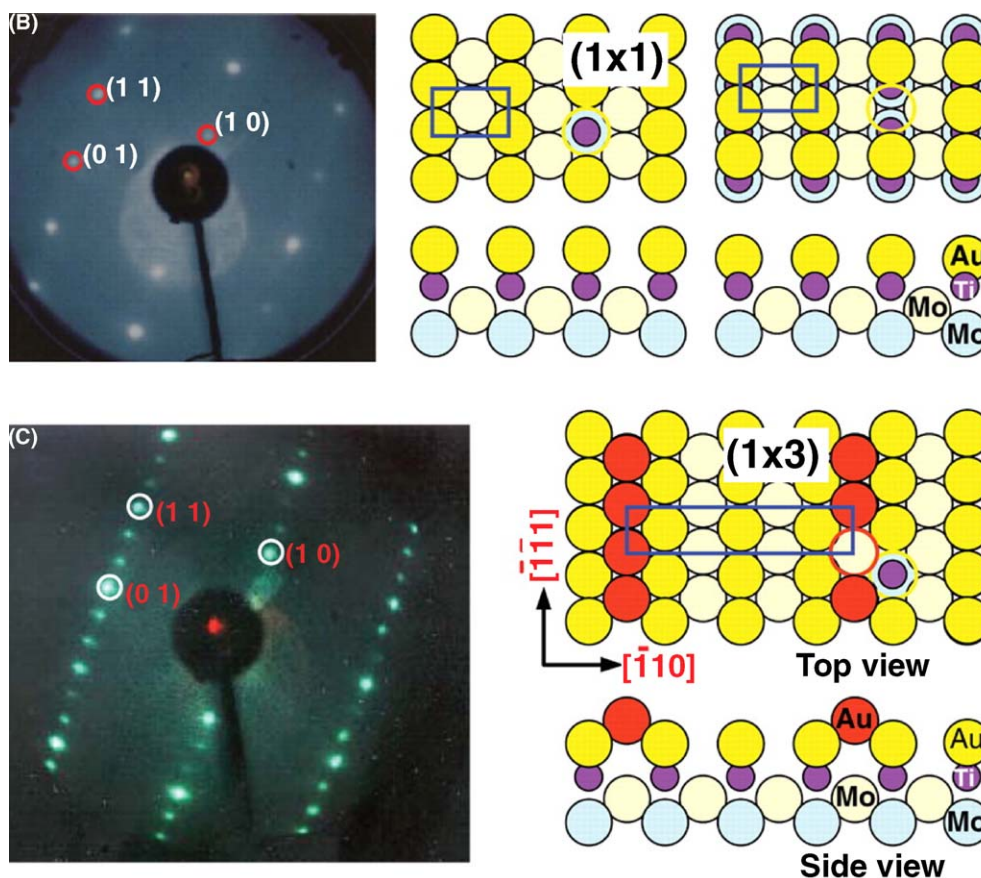 (B)
(1 1)
(1 0)
(0 1)
(1x1)
Au
Ti
Mo
Mo
(C)
(1 1)
(1 0)
(0 1)
(1x3)
[1̄1̄1]
[1̄10]
Top view
Au
Au
Ti
Mo
Mo
Side view